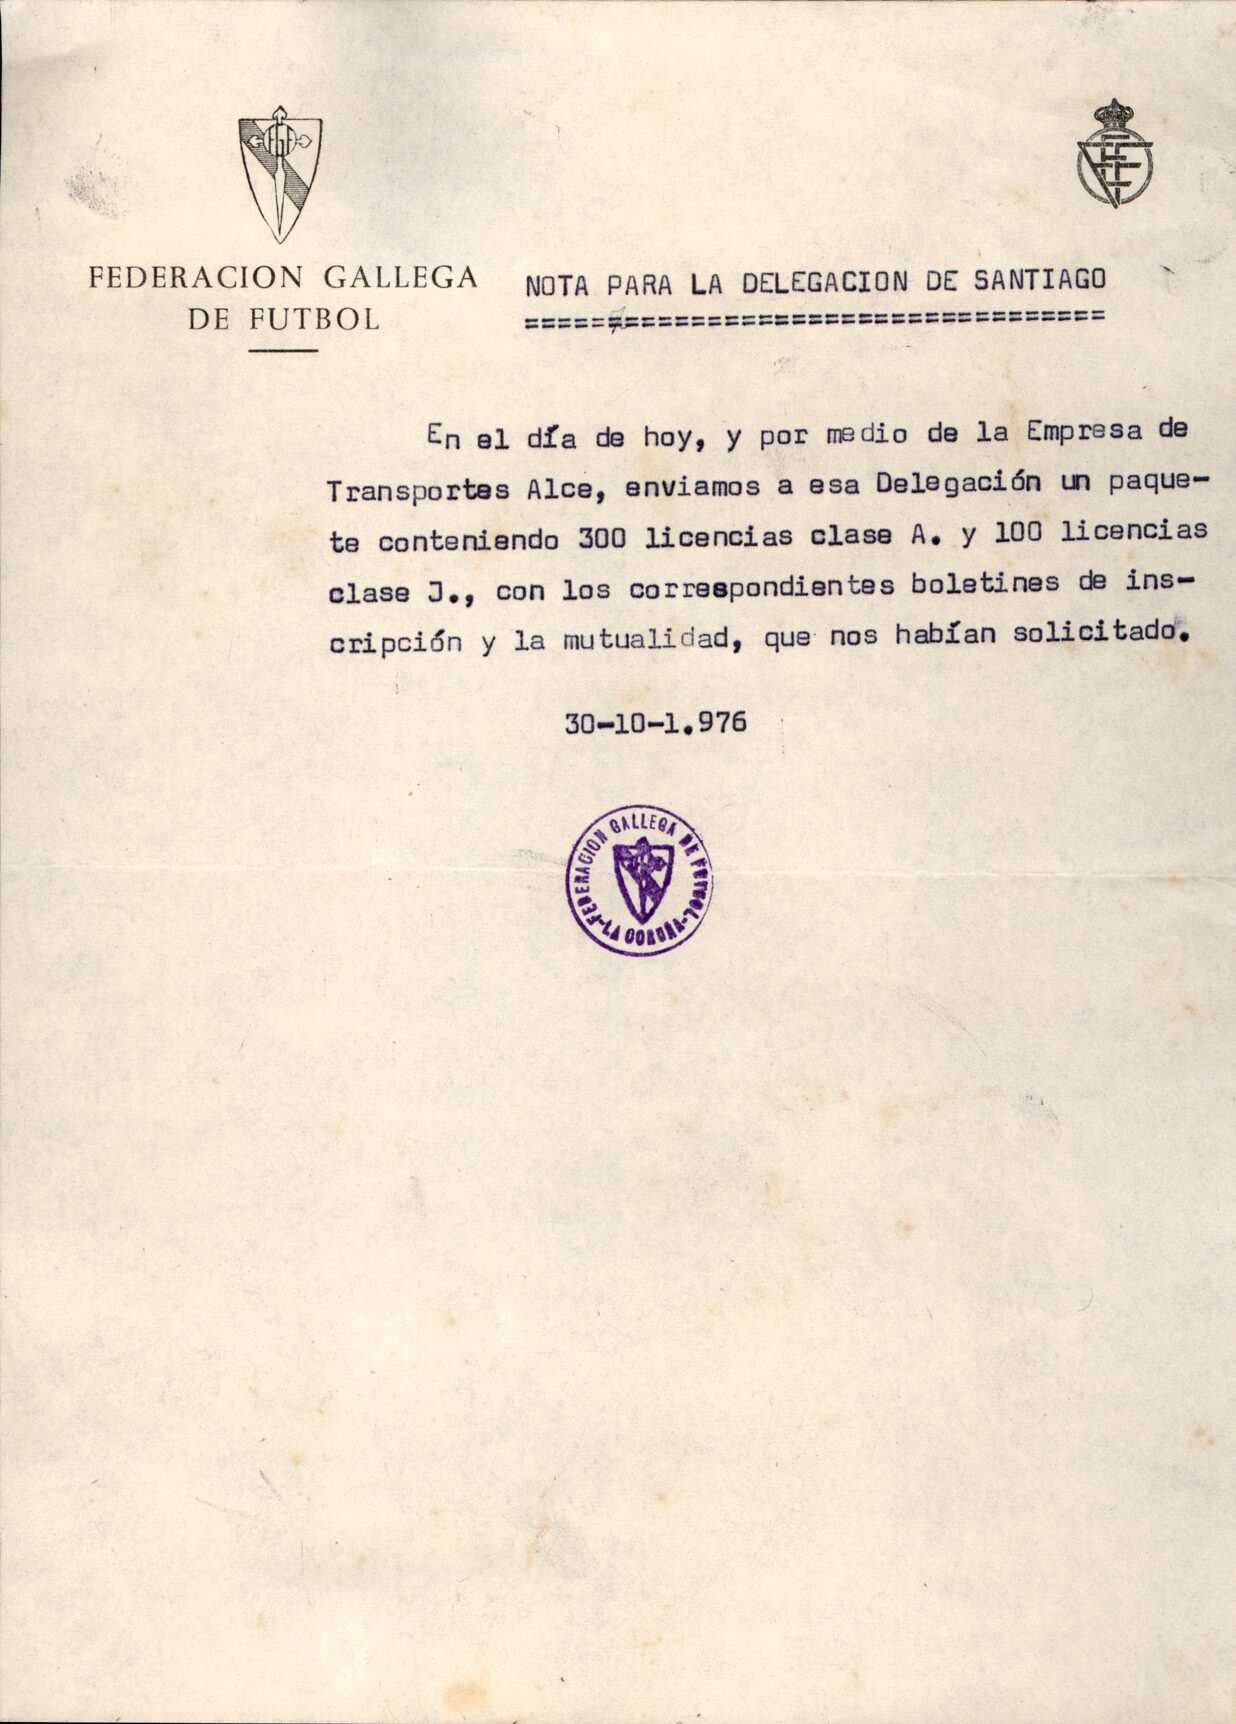 FEDERACION GALLEGA
DE FUTBOL
NOTA PARA LA DELEGACION DE SANTIAGO
===================================
En el día de hoy, y por medio de la Empresa de
Transportes Alce, enviamos a esa Delegación un paque-
te conteniendo 300 licencias clase A. y 100 licencias
clase J., con los correspondientes boletines de ins-
cripción y la mutualidad, que nos habían solicitado.
30-10-1.976
FEDERACION GALLEGA DE FUTBOL
-LA CORUÑA-